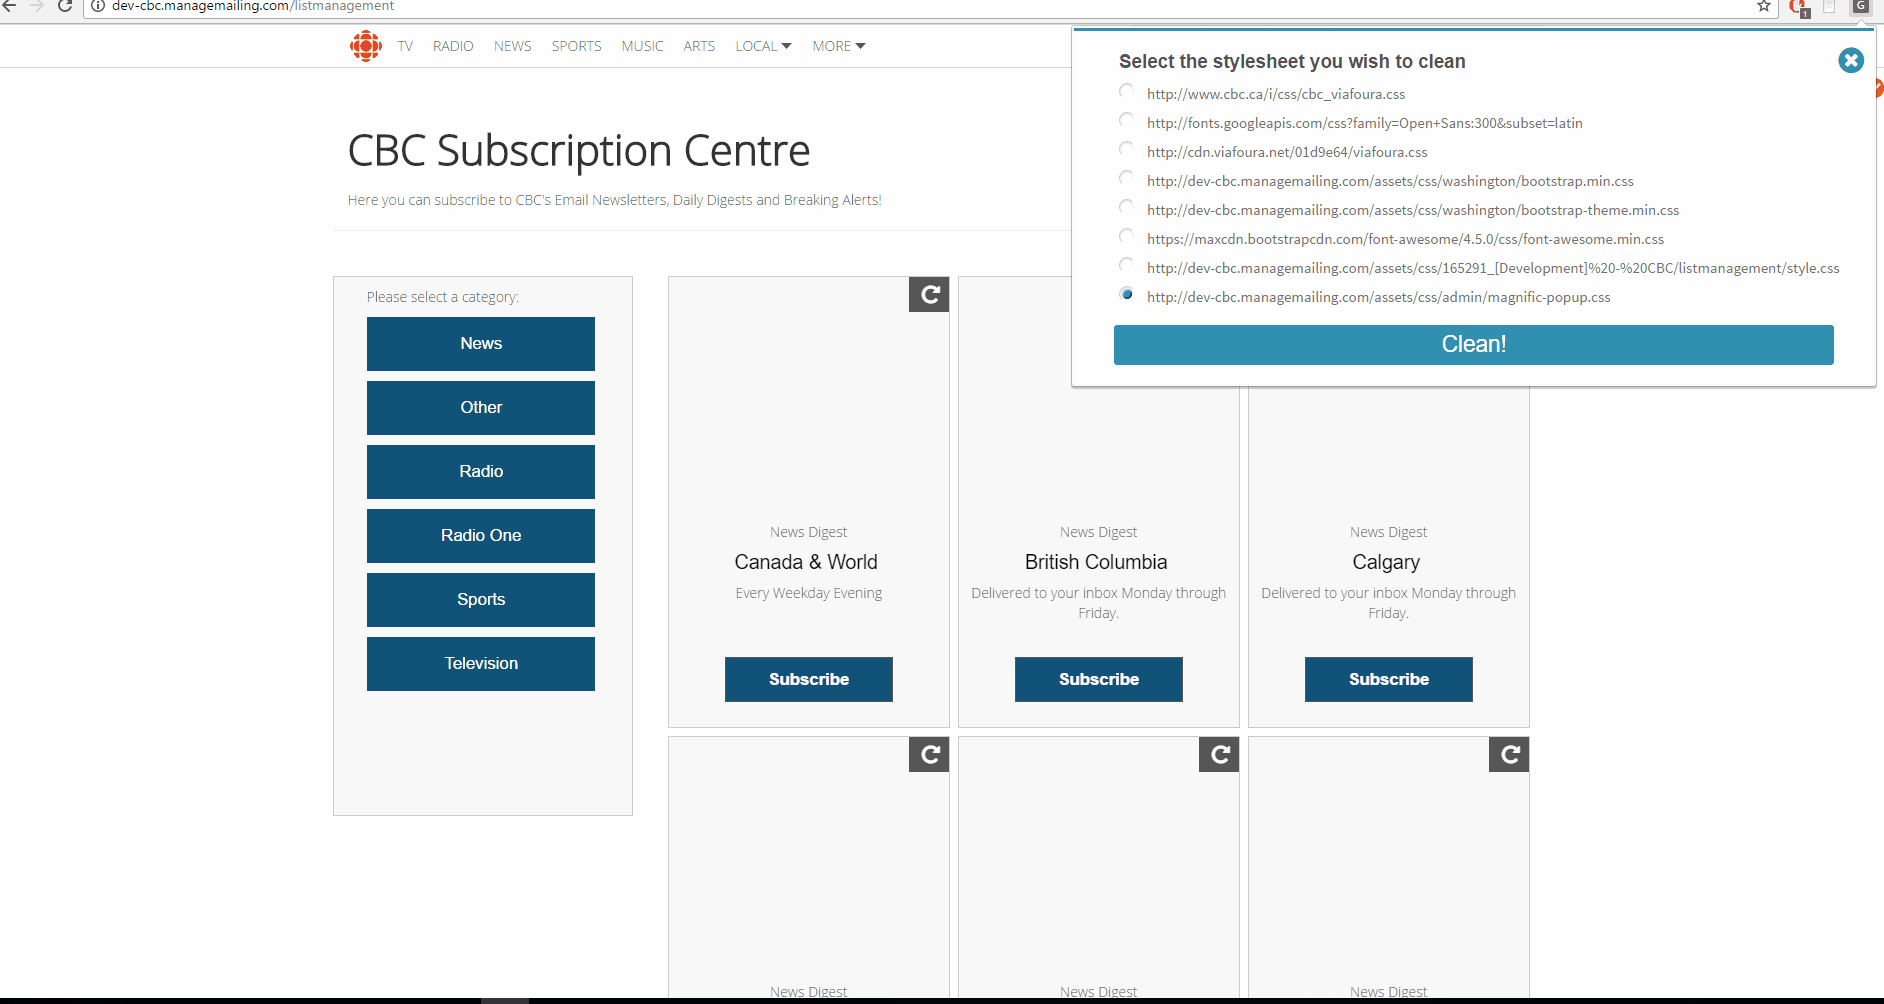 dev-cbc.managemailing.com/listmanagement
1
G
TV RADIO NEWS SPORTS MUSIC ARTS LOCAL MORE
Select the stylesheet you wish to clean
http://www.cbc.ca/i/css/cbc_viafoura.css
http://fonts.googleapis.com/css?family=Open+Sans:300&subset=latin
http://cdn.viafoura.net/01d9e64/viafoura.css
http://dev-cbc.managemailing.com/assets/css/washington/bootstrap.min.css
http://dev-cbc.managemailing.com/assets/css/washington/bootstrap-theme.min.css
https://maxcdn.bootstrapcdn.com/font-awesome/4.5.0/css/font-awesome.min.css
http://dev-cbc.managemailing.com/assets/css/165291_[Development]%20-%20CBC/listmanagement/style.css
http://dev-cbc.managemailing.com/assets/css/admin/magnific-popup.css
Clean!
CBC Subscription Centre
Here you can subscribe to CBC's Email Newsletters, Daily Digests and Breaking Alerts!
Please select a category:
News
Other
Radio
Radio One
Sports
Television
News Digest
Canada & World
Every Weekday Evening
Subscribe
News Digest
British Columbia
Delivered to your inbox Monday through
Friday.
Subscribe
News Digest
Calgary
Delivered to your inbox Monday through
Friday.
Subscribe
News Digest
News Digest
News Digest